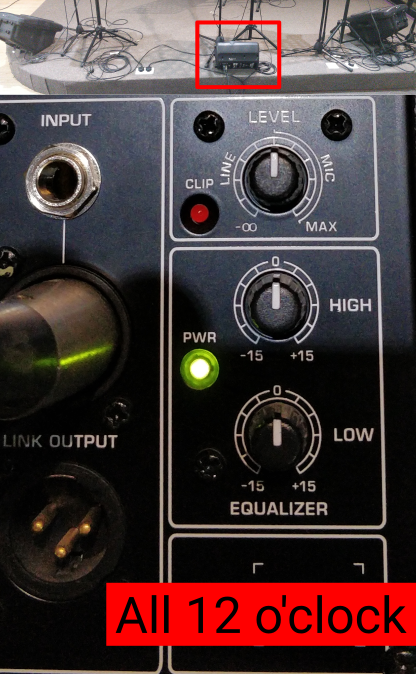 INPUT
LEVEL
LINE
MIC
CLIP
-∞
MAX
0
HIGH
PWR
-15
+15
0
LINK OUTPUT
LOW
-15
+15
EQUALIZER
All 12 o'clock